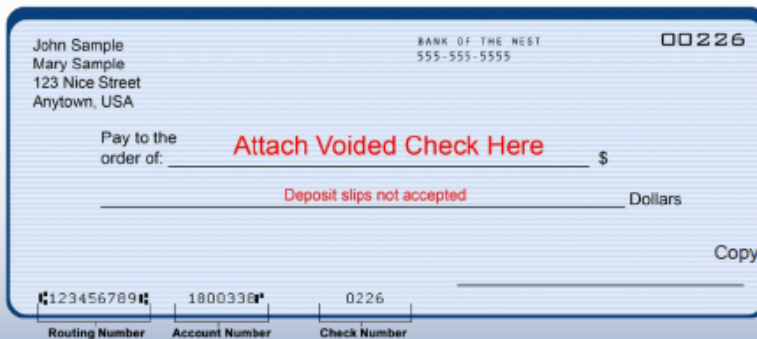 John Sample
Mary Sample
123 Nice Street
Anytown, USA
BANK OF THE WEST
555-555-5555
00226
Pay to the
order of:
Attach Voided Check Here
$
Deposit slips not accepted
Dollars
Copy
⑆123456789⑆ 1800338⑈ 0226
Routing Number Account Number Check Number